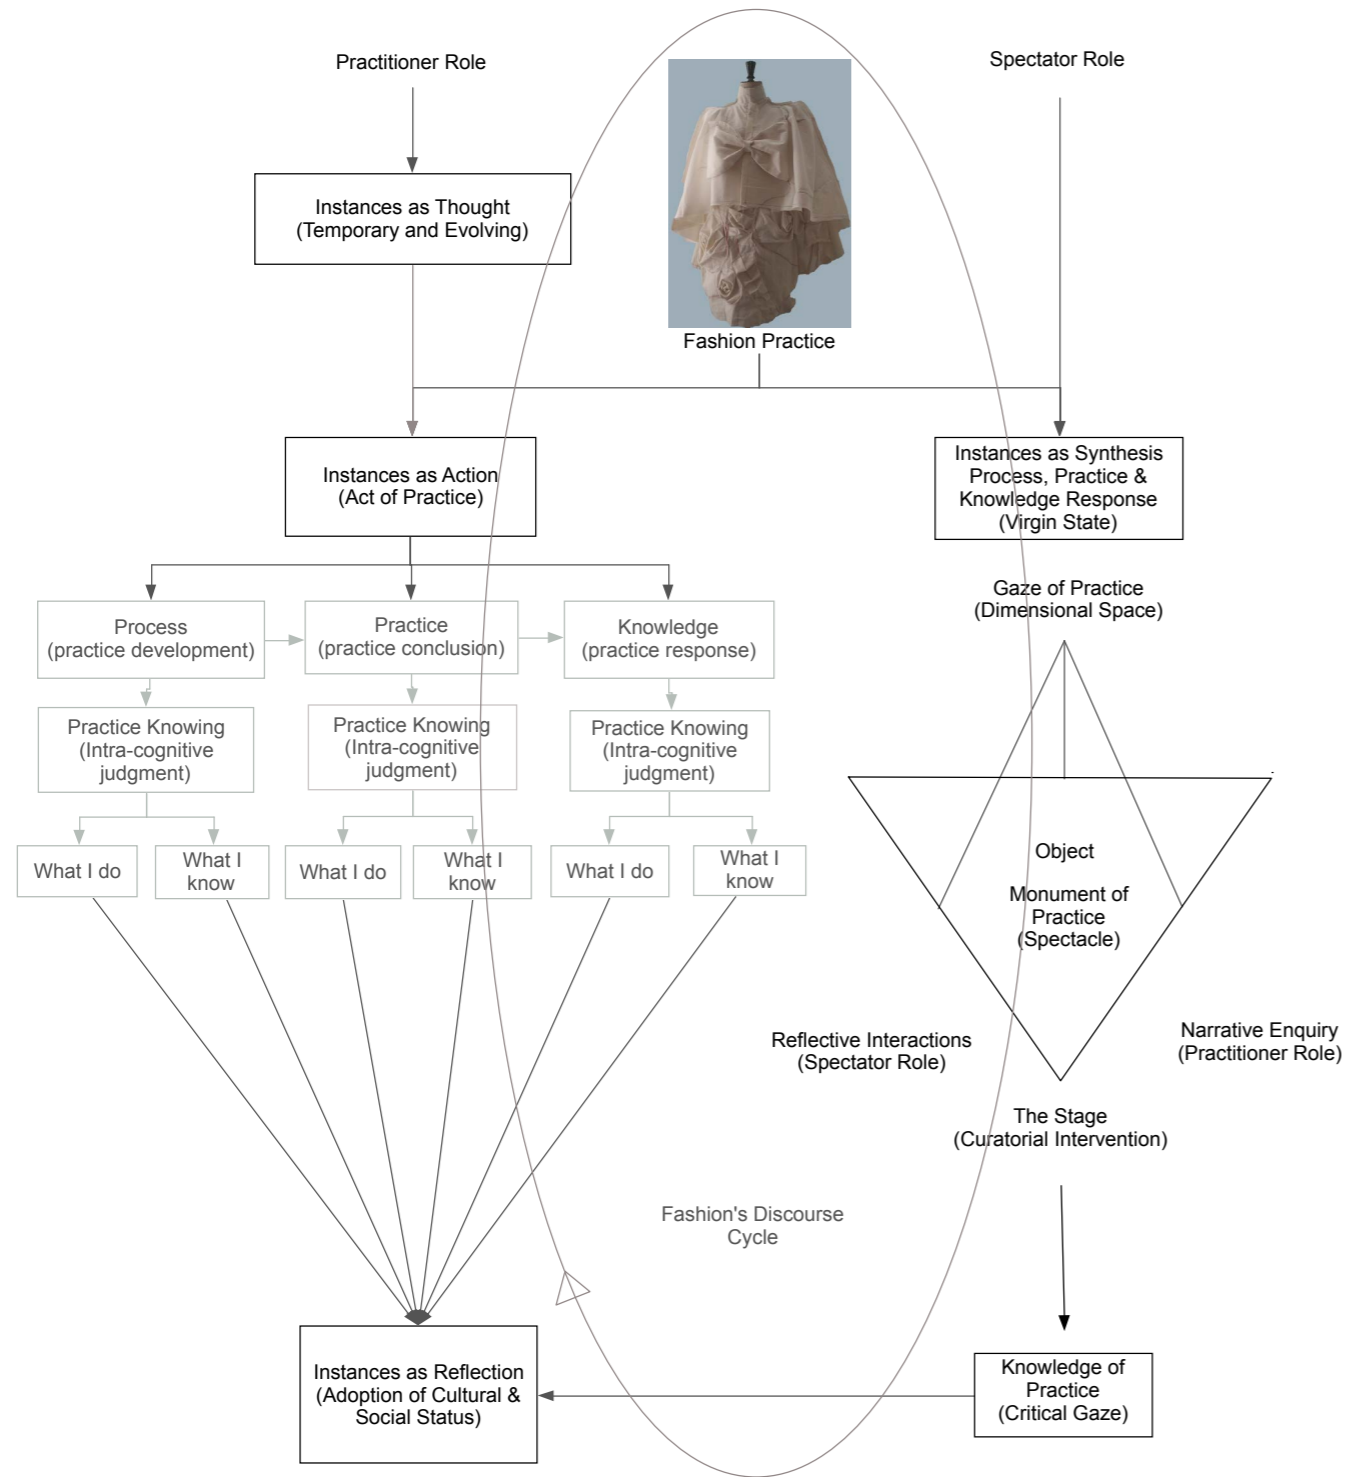 Practitioner Role
Spectator Role
Instances as Thought
(Temporary and Evolving)
Fashion Practice
Instances as Action
(Act of Practice)
Instances as Synthesis
Process, Practice &
Knowledge Response
(Virgin State)
Process
(practice development)
Practice
(practice conclusion)
Knowledge
(practice response)
Practice Knowing
(Intra-cognitive
judgment)
Practice Knowing
(Intra-cognitive
judgment)
Practice Knowing
(Intra-cognitive
judgment)
What I do
What I
know
What I do
What I
know
What I do
What I
know
Gaze of Practice
(Dimensional Space)
Object
Monument of
Practice
(Spectacle)
Reflective Interactions
(Spectator Role)
Narrative Enquiry
(Practitioner Role)
The Stage
(Curatorial Intervention)
Fashion's Discourse
Cycle
Instances as Reflection
(Adoption of Cultural &
Social Status)
Knowledge of
Practice
(Critical Gaze)